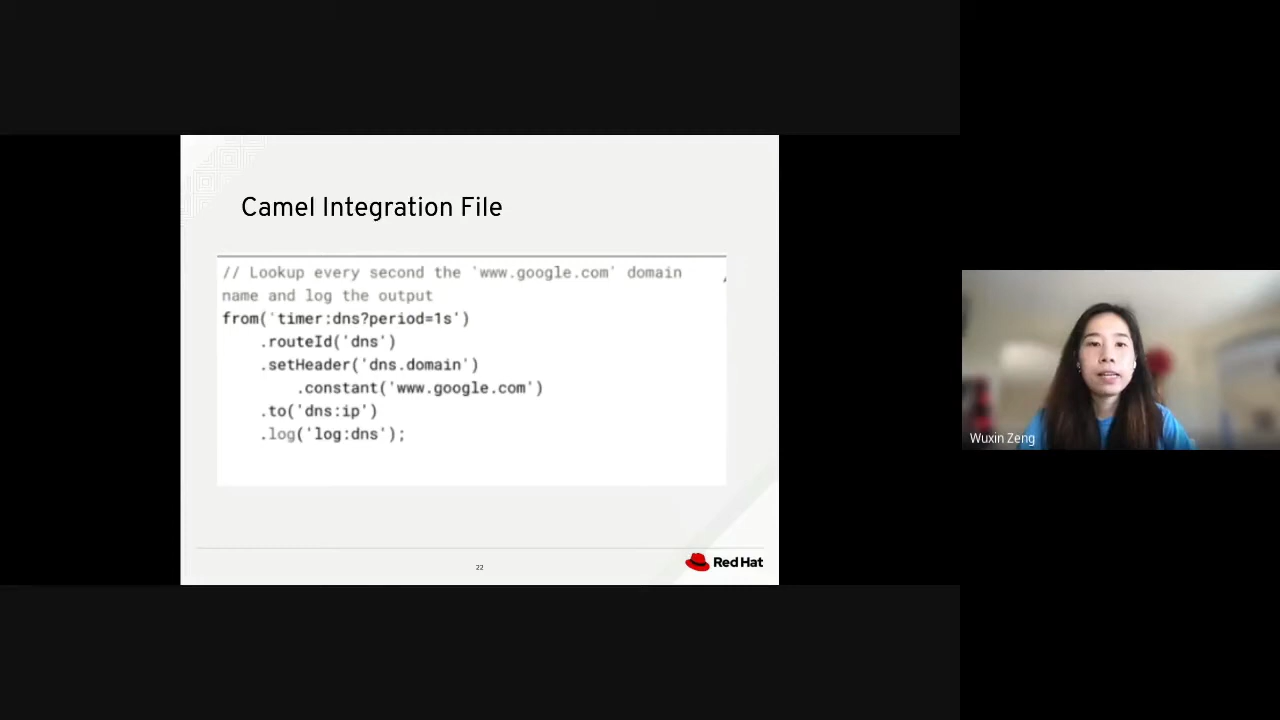 Camel Integration File
// Lookup every second the `www.google.com` domain
name and log the output
from('timer:dns?period=1s')
    .routeId('dns')
    .setHeader('dns.domain')
        .constant('www.google.com')
    .to('dns:ip')
    .log('log:dns');
22
Red Hat
Wuxin Zeng